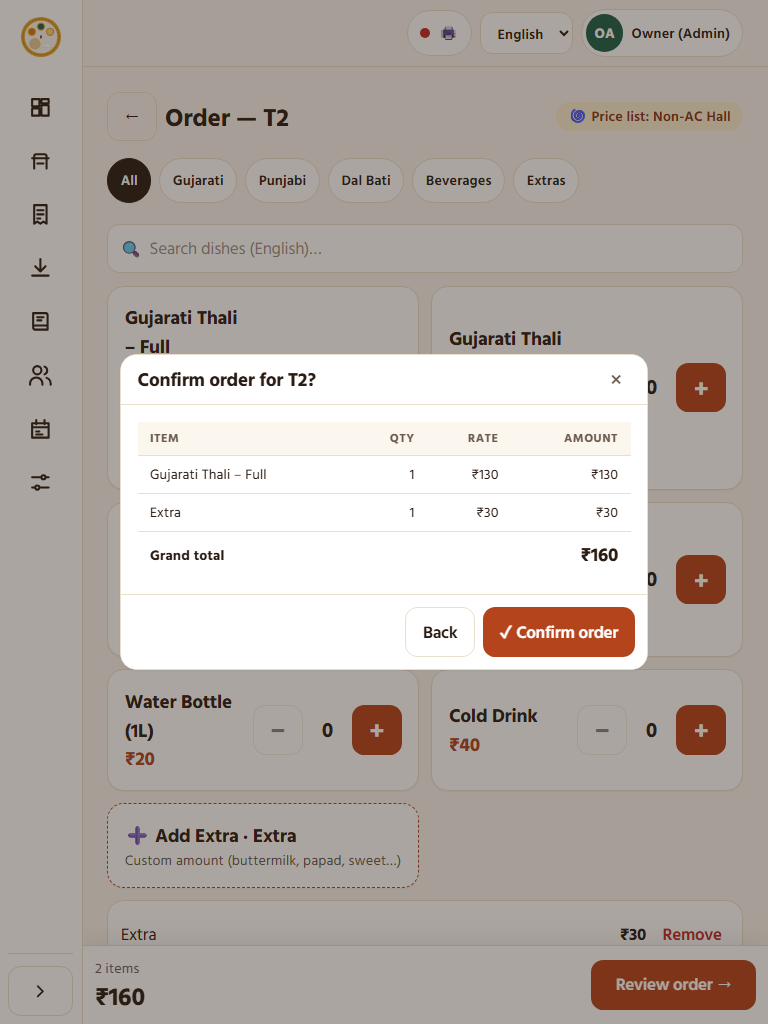 English
OA Owner (Admin)
← Order — T2
Price list: Non-AC Hall
All Gujarati Punjabi Dal Bati Beverages Extras
Search dishes (English)...
Gujarati Thali
– Full
Gujarati Thali
0 +
Confirm order for T2? ×
ITEM QTY RATE AMOUNT
Gujarati Thali – Full 1 ₹130 ₹130
Extra 1 ₹30 ₹30
Grand total ₹160
Back ✓ Confirm order
0 +
Water Bottle
(1L)
₹20
− 0 +
Cold Drink
₹40
− 0 +
Add Extra · Extra
Custom amount (buttermilk, papad, sweet...)
Extra ₹30 Remove
2 items
₹160
Review order →